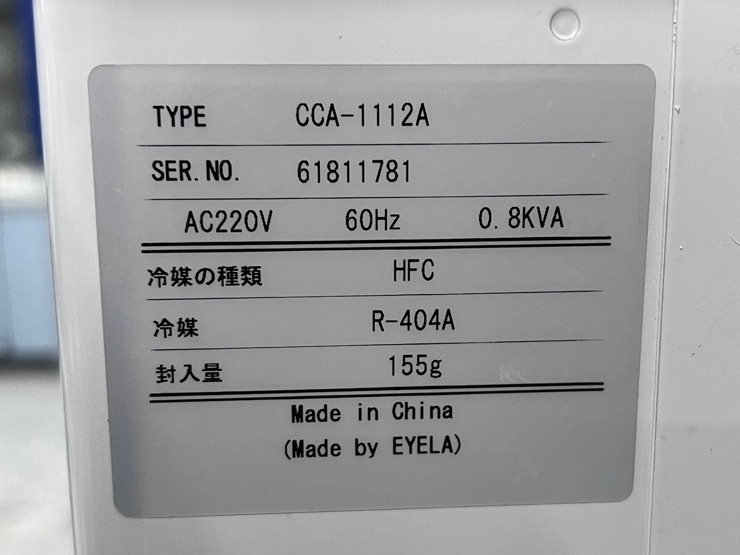 TYPE CCA-1112A
SER.NO. 61811781
AC220V 60Hz 0.8KVA
冷媒の種類 HFC
冷媒 R-404A
封入量 155g
Made in China
(Made by EYELA)